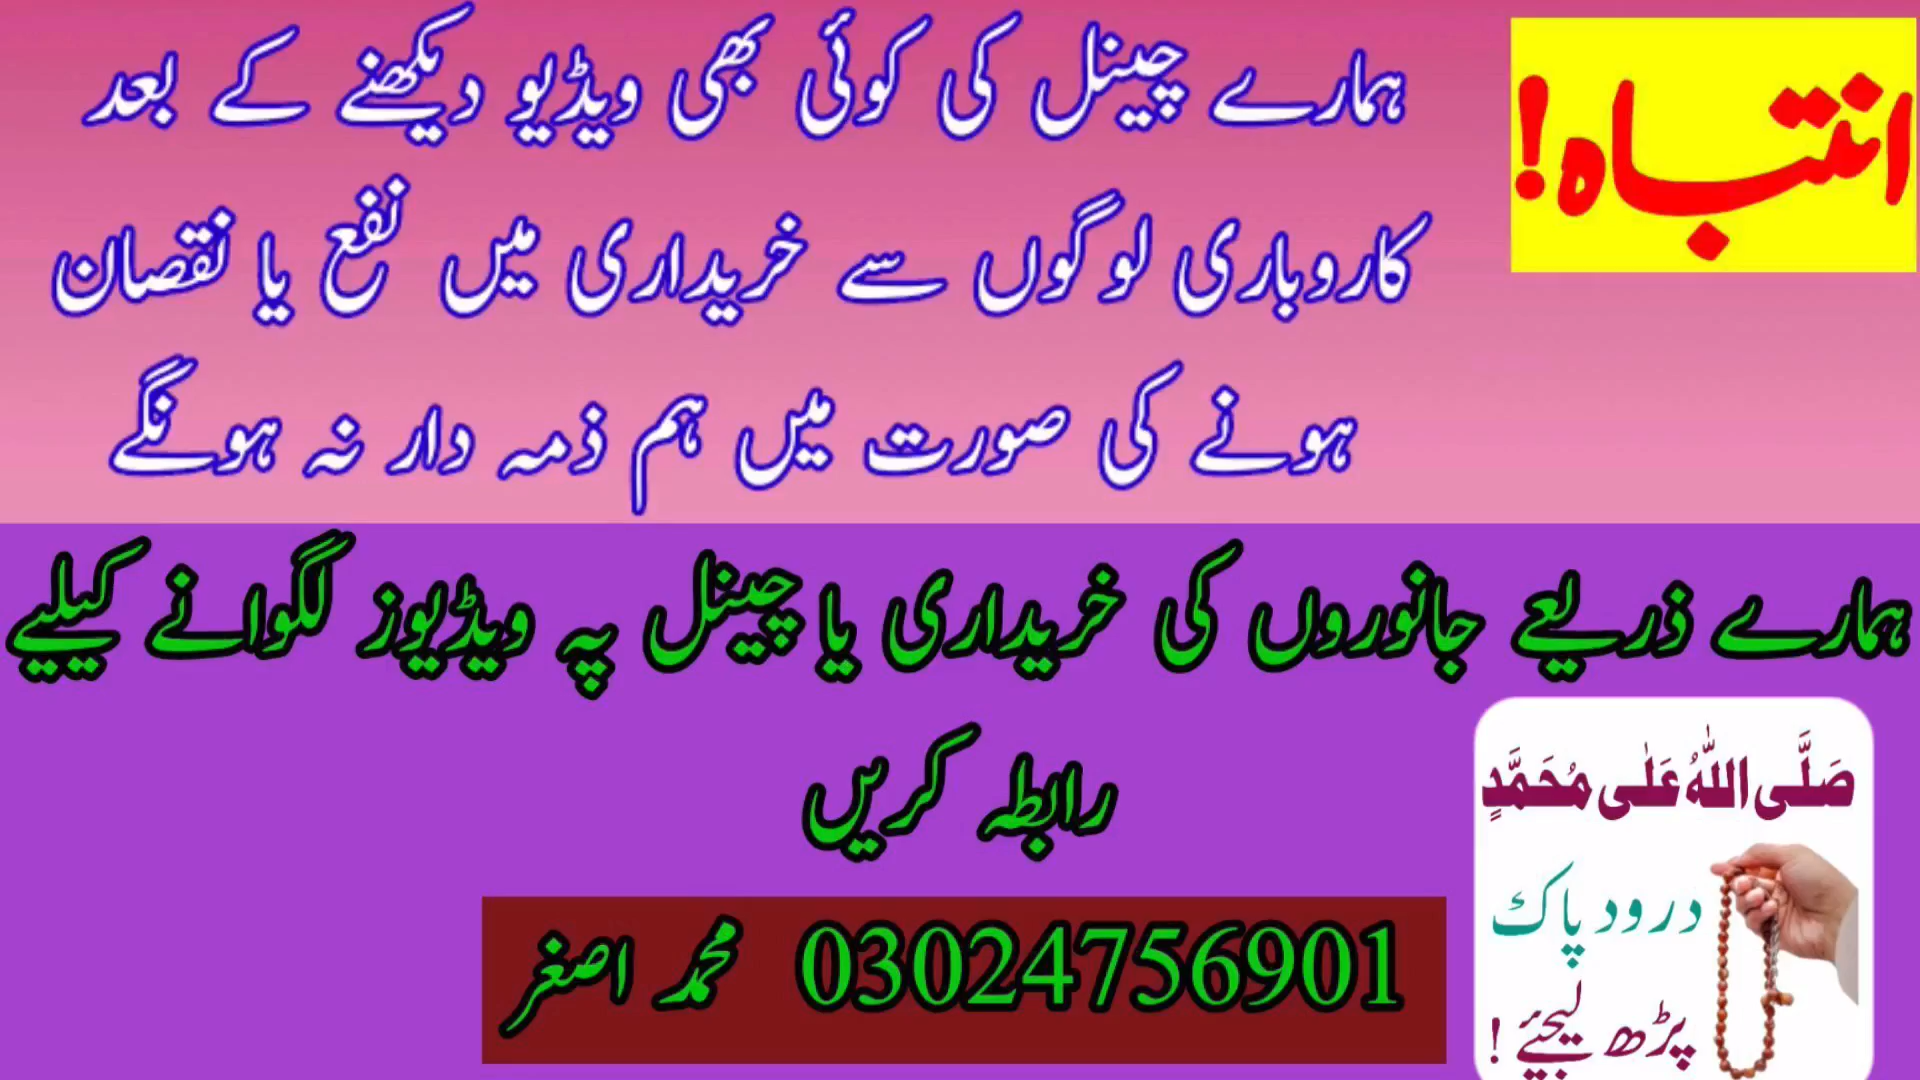 انتباہ!
ہمارے چینل کی کوئی بھی ویڈیو دیکھنے کے بعد
کاروباری لوگوں سے خریداری میں نفع یا نقصان
ہونے کی صورت میں ہم ذمہ دار نہ ہونگے
ہمارے ذریعے جانوروں کی خریداری یا چینل پہ ویڈیوز لگوانے کیلیے
رابطہ کریں
03024756901 محمد اصغر
صَلَّی اللہُ عَلٰی مُحَمَّدٍ
درود پاک
پڑھ لیجئے!